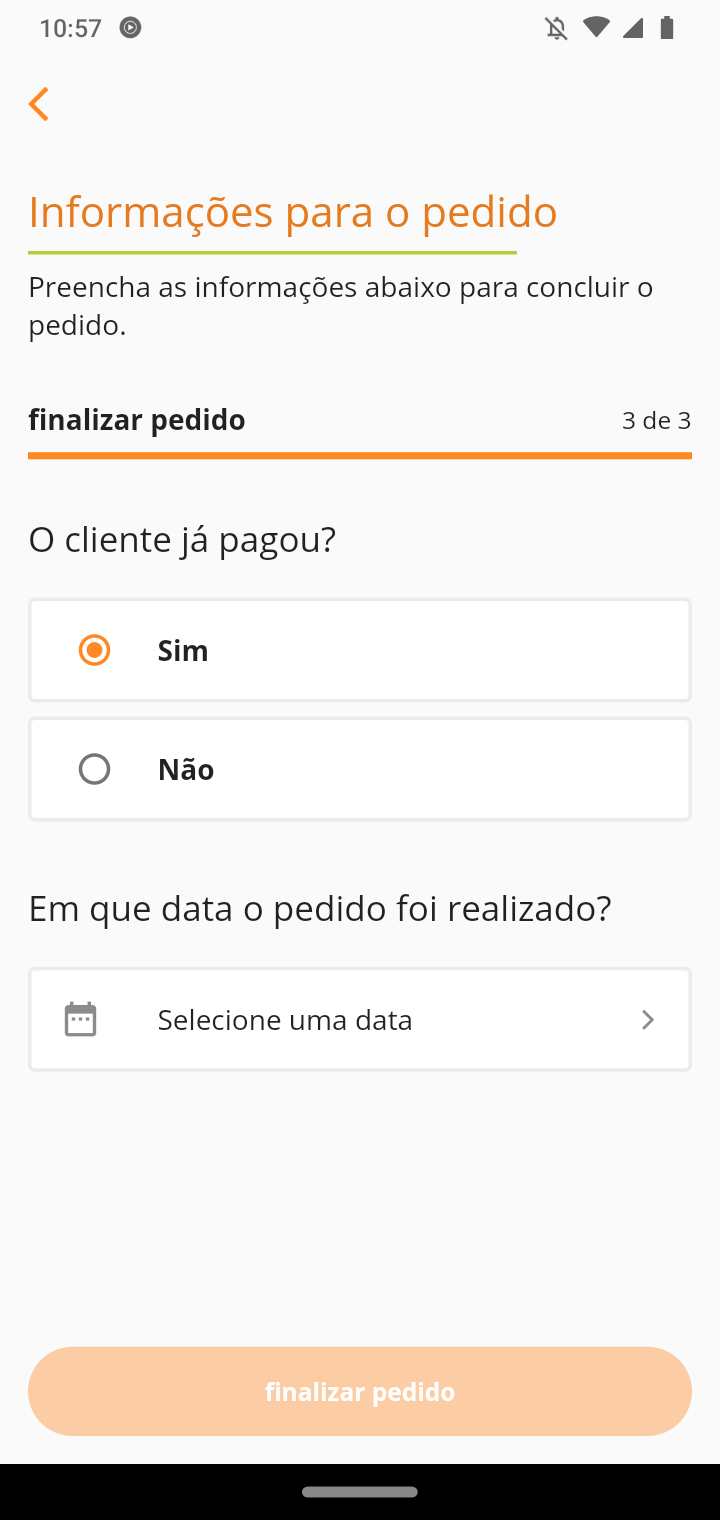 10:57
Informações para o pedido
Preencha as informações abaixo para concluir o
pedido.
finalizar pedido 3 de 3
O cliente já pagou?
Sim
Não
Em que data o pedido foi realizado?
Selecione uma data
finalizar pedido